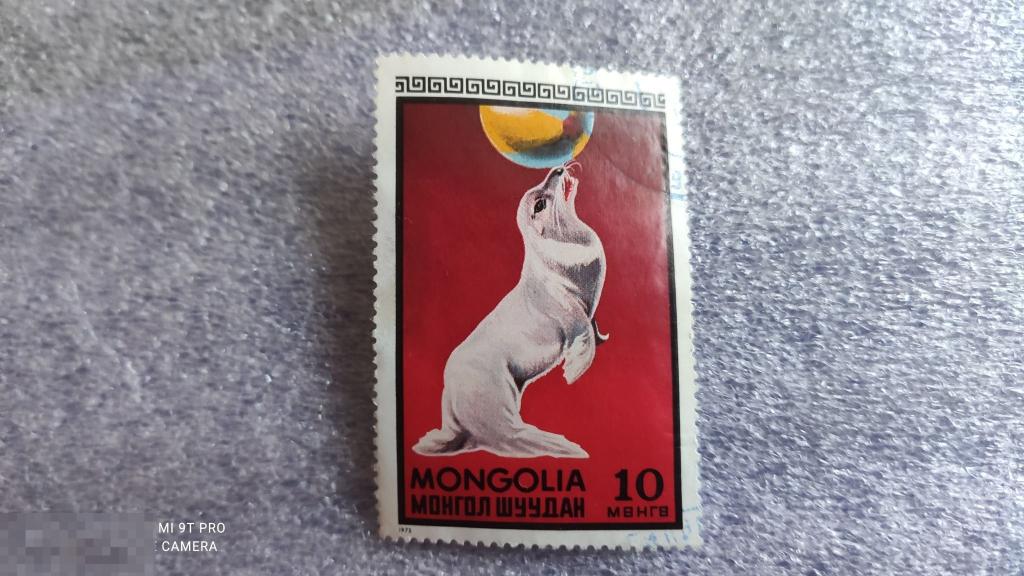 MONGOLIA 10
МОНГОЛ ШУУДАН МӨНГӨ
1973
MI 9T PRO
CAMERA